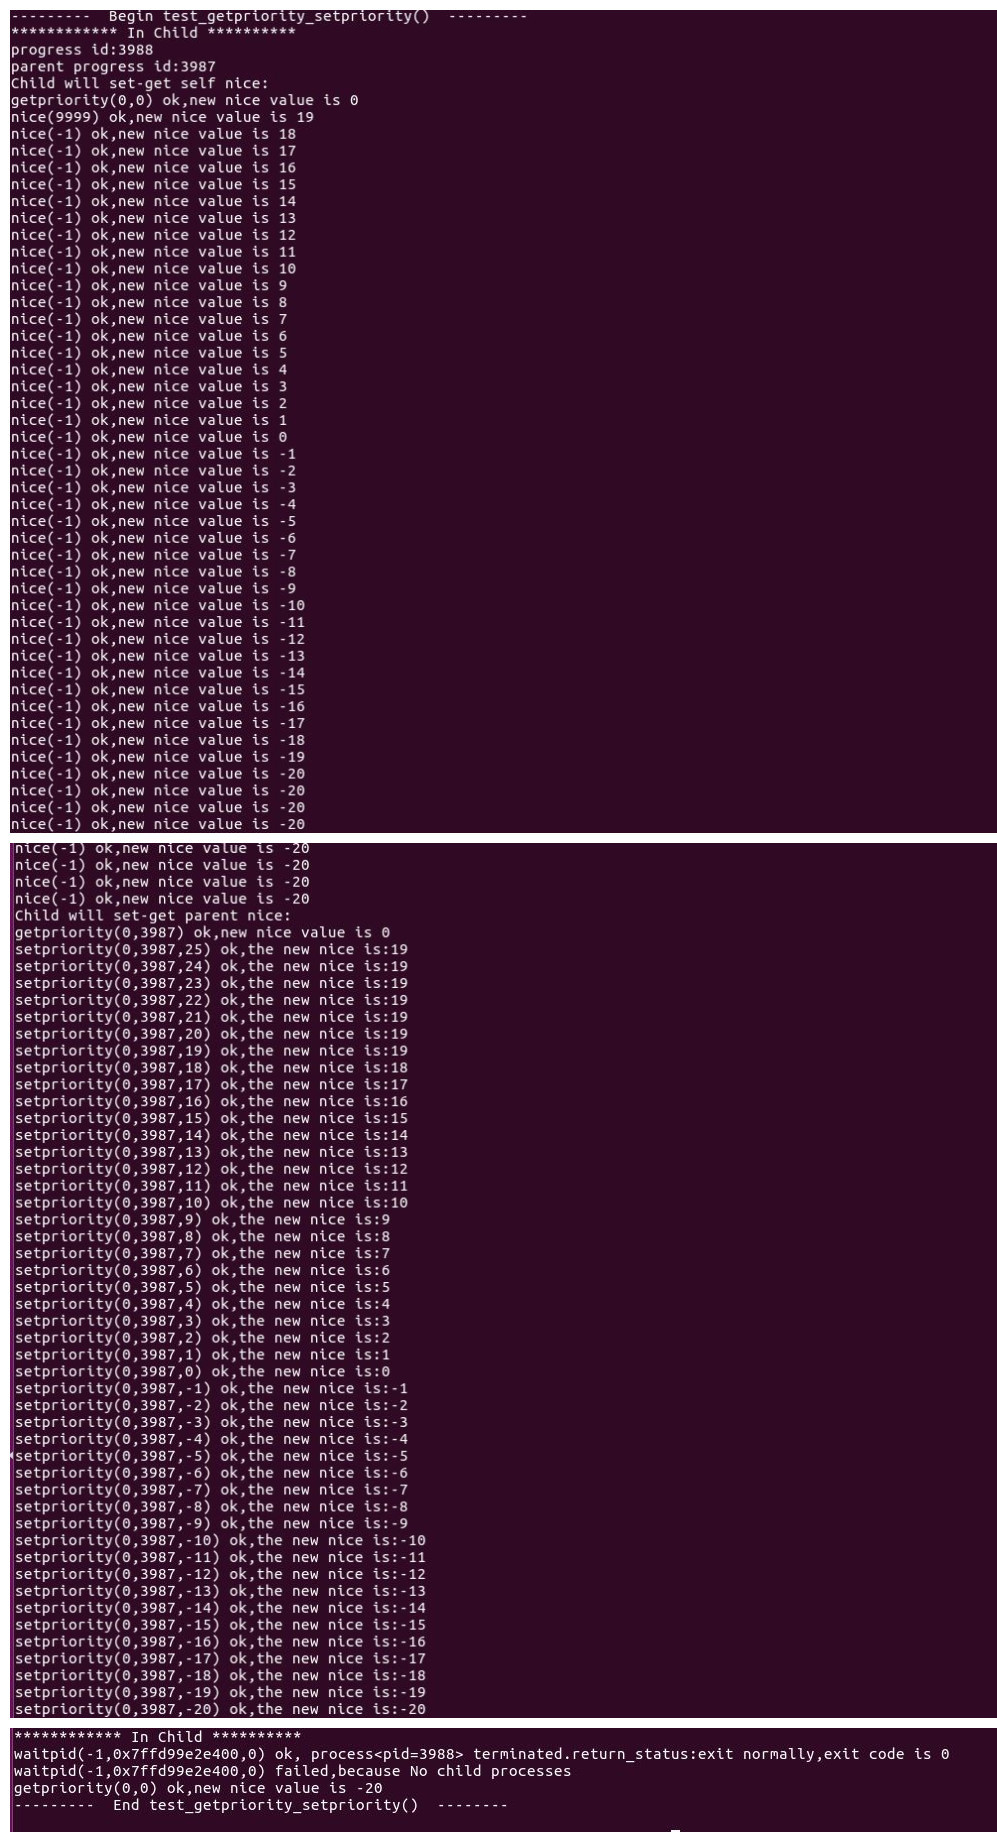 ---------  Begin test_getpriority_setpriority()  ---------
************ In Child **********
progress id:3988
parent progress id:3987
Child will set-get self nice:
getpriority(0,0) ok,new nice value is 0
nice(9999) ok,new nice value is 19
nice(-1) ok,new nice value is 18
nice(-1) ok,new nice value is 17
nice(-1) ok,new nice value is 16
nice(-1) ok,new nice value is 15
nice(-1) ok,new nice value is 14
nice(-1) ok,new nice value is 13
nice(-1) ok,new nice value is 12
nice(-1) ok,new nice value is 11
nice(-1) ok,new nice value is 10
nice(-1) ok,new nice value is 9
nice(-1) ok,new nice value is 8
nice(-1) ok,new nice value is 7
nice(-1) ok,new nice value is 6
nice(-1) ok,new nice value is 5
nice(-1) ok,new nice value is 4
nice(-1) ok,new nice value is 3
nice(-1) ok,new nice value is 2
nice(-1) ok,new nice value is 1
nice(-1) ok,new nice value is 0
nice(-1) ok,new nice value is -1
nice(-1) ok,new nice value is -2
nice(-1) ok,new nice value is -3
nice(-1) ok,new nice value is -4
nice(-1) ok,new nice value is -5
nice(-1) ok,new nice value is -6
nice(-1) ok,new nice value is -7
nice(-1) ok,new nice value is -8
nice(-1) ok,new nice value is -9
nice(-1) ok,new nice value is -10
nice(-1) ok,new nice value is -11
nice(-1) ok,new nice value is -12
nice(-1) ok,new nice value is -13
nice(-1) ok,new nice value is -14
nice(-1) ok,new nice value is -15
nice(-1) ok,new nice value is -16
nice(-1) ok,new nice value is -17
nice(-1) ok,new nice value is -18
nice(-1) ok,new nice value is -19
nice(-1) ok,new nice value is -20
nice(-1) ok,new nice value is -20
nice(-1) ok,new nice value is -20
nice(-1) ok,new nice value is -20
nice(-1) ok,new nice value is -20
nice(-1) ok,new nice value is -20
nice(-1) ok,new nice value is -20
nice(-1) ok,new nice value is -20
Child will set-get parent nice:
getpriority(0,3987) ok,new nice value is 0
setpriority(0,3987,25) ok,the new nice is:19
setpriority(0,3987,24) ok,the new nice is:19
setpriority(0,3987,23) ok,the new nice is:19
setpriority(0,3987,22) ok,the new nice is:19
setpriority(0,3987,21) ok,the new nice is:19
setpriority(0,3987,20) ok,the new nice is:19
setpriority(0,3987,19) ok,the new nice is:19
setpriority(0,3987,18) ok,the new nice is:18
setpriority(0,3987,17) ok,the new nice is:17
setpriority(0,3987,16) ok,the new nice is:16
setpriority(0,3987,15) ok,the new nice is:15
setpriority(0,3987,14) ok,the new nice is:14
setpriority(0,3987,13) ok,the new nice is:13
setpriority(0,3987,12) ok,the new nice is:12
setpriority(0,3987,11) ok,the new nice is:11
setpriority(0,3987,10) ok,the new nice is:10
setpriority(0,3987,9) ok,the new nice is:9
setpriority(0,3987,8) ok,the new nice is:8
setpriority(0,3987,7) ok,the new nice is:7
setpriority(0,3987,6) ok,the new nice is:6
setpriority(0,3987,5) ok,the new nice is:5
setpriority(0,3987,4) ok,the new nice is:4
setpriority(0,3987,3) ok,the new nice is:3
setpriority(0,3987,2) ok,the new nice is:2
setpriority(0,3987,1) ok,the new nice is:1
setpriority(0,3987,0) ok,the new nice is:0
setpriority(0,3987,-1) ok,the new nice is:-1
setpriority(0,3987,-2) ok,the new nice is:-2
setpriority(0,3987,-3) ok,the new nice is:-3
setpriority(0,3987,-4) ok,the new nice is:-4
setpriority(0,3987,-5) ok,the new nice is:-5
setpriority(0,3987,-6) ok,the new nice is:-6
setpriority(0,3987,-7) ok,the new nice is:-7
setpriority(0,3987,-8) ok,the new nice is:-8
setpriority(0,3987,-9) ok,the new nice is:-9
setpriority(0,3987,-10) ok,the new nice is:-10
setpriority(0,3987,-11) ok,the new nice is:-11
setpriority(0,3987,-12) ok,the new nice is:-12
setpriority(0,3987,-13) ok,the new nice is:-13
setpriority(0,3987,-14) ok,the new nice is:-14
setpriority(0,3987,-15) ok,the new nice is:-15
setpriority(0,3987,-16) ok,the new nice is:-16
setpriority(0,3987,-17) ok,the new nice is:-17
setpriority(0,3987,-18) ok,the new nice is:-18
setpriority(0,3987,-19) ok,the new nice is:-19
setpriority(0,3987,-20) ok,the new nice is:-20
************ In Child **********
waitpid(-1,0x7ffd99e2e400,0) ok, process<pid=3988> terminated.return_status:exit normally,exit code is 0
waitpid(-1,0x7ffd99e2e400,0) failed,because No child processes
getpriority(0,0) ok,new nice value is -20
---------  End test_getpriority_setpriority()  --------